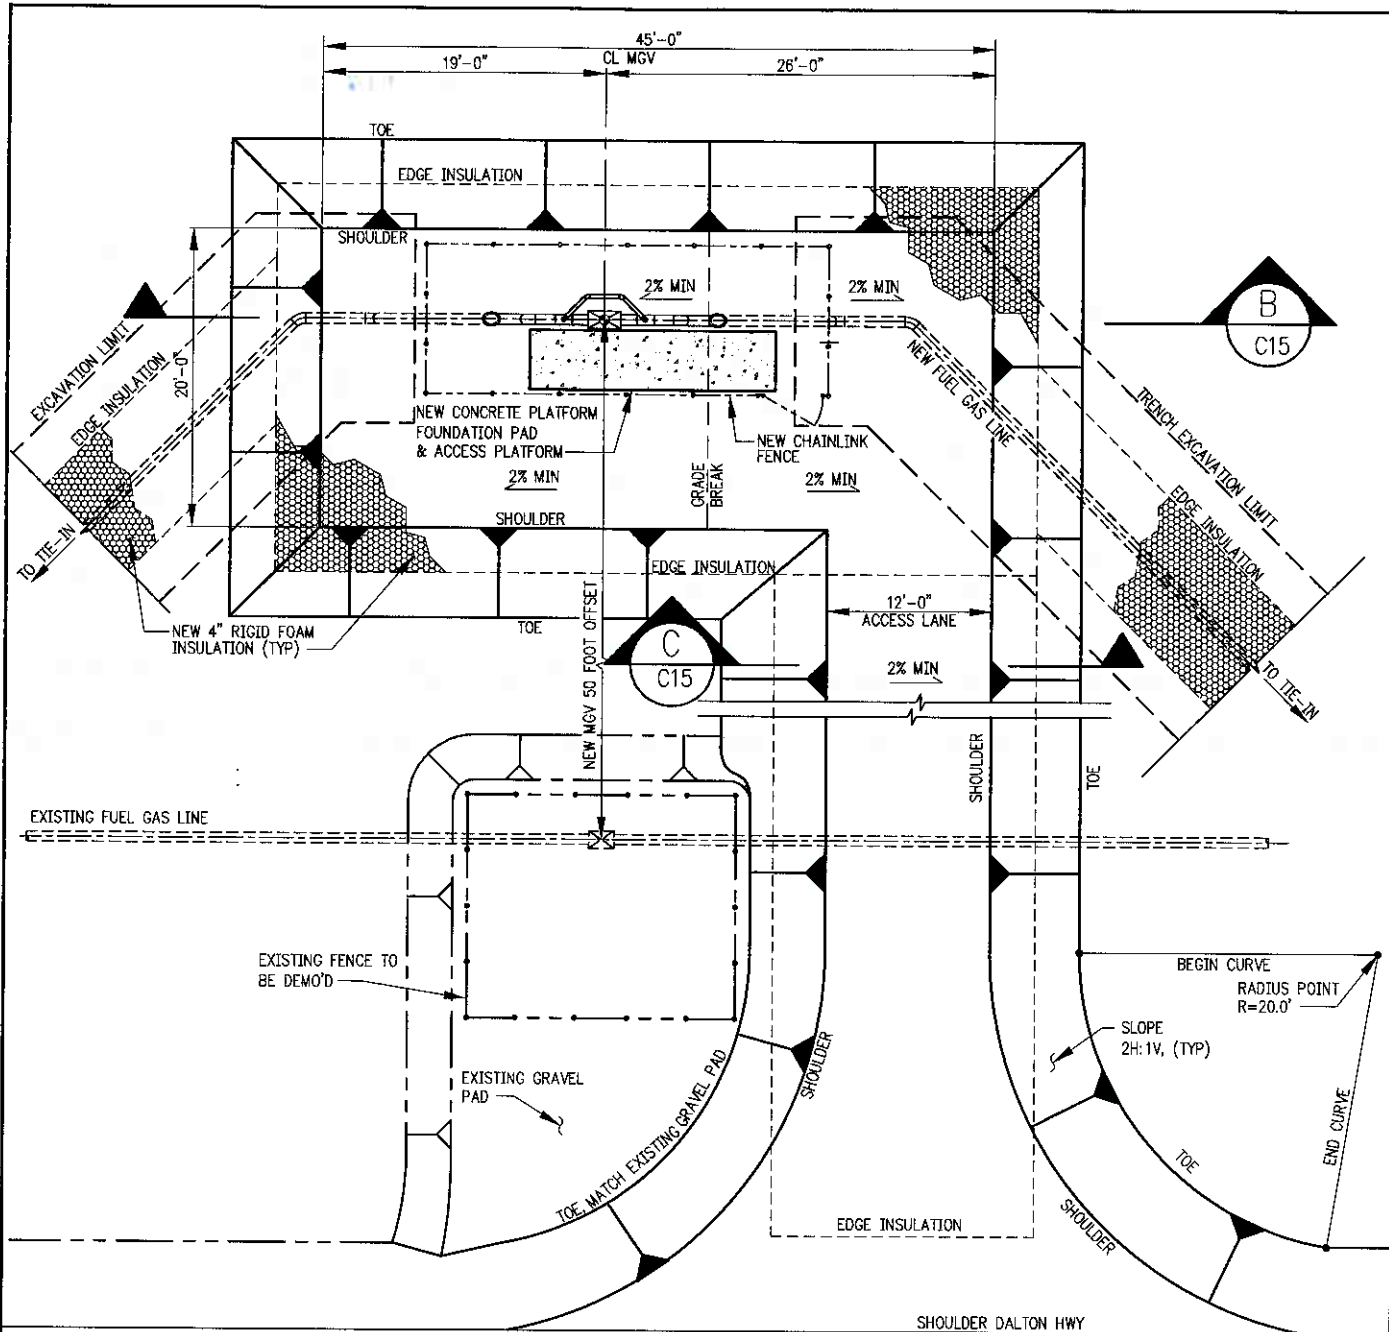 45'-0"
19'-0"
CL MGV
26'-0"
TOE
EDGE INSULATION
SHOULDER
2% MIN
2% MIN
B
C15
EXCAVATION LIMIT
EDGE INSULATION
20'-0"
NEW FUEL GAS LINE
TRENCH EXCAVATION LIMIT
NEW CONCRETE PLATFORM
FOUNDATION PAD
& ACCESS PLATFORM
NEW CHAINLINK
FENCE
2% MIN
GRADE
BREAK
2% MIN
EDGE INSULATION
SHOULDER
TO TIE-IN
EDGE INSULATION
12'-0"
ACCESS LANE
NEW 4" RIGID FOAM
INSULATION (TYP)
TOE
NEW MGV 50 FOOT OFFSET
C
C15
2% MIN
TO TIE-IN
SHOULDER
TOE
EXISTING FUEL GAS LINE
EXISTING FENCE TO
BE DEMO'D
BEGIN CURVE
RADIUS POINT
R=20.0'
SLOPE
2H:1V, (TYP)
EXISTING GRAVEL
PAD
SHOULDER
TOE, MATCH EXISTING GRAVEL PAD
END CURVE
TOE
EDGE INSULATION
SHOULDER
SHOULDER DALTON HWY